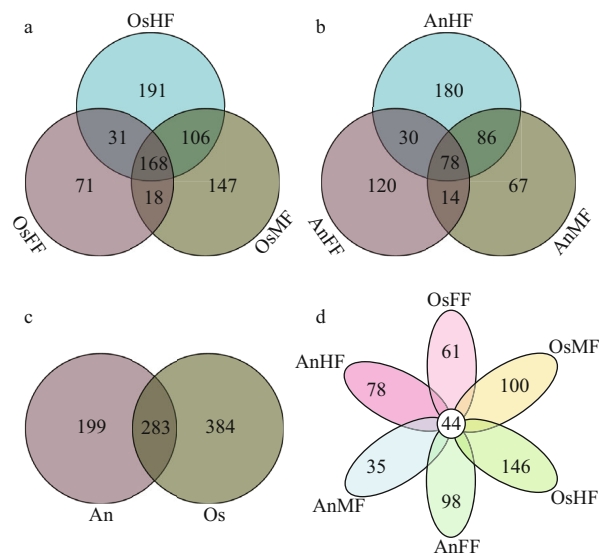 a
OsHF
191
31
106
168
71
18
147
OsFF
OsMF
b
AnHF
180
30
86
78
120
14
67
AnFF
AnMF
c
199
283
384
An
Os
d
OsFF
61
OsMF
100
AnHF
78
44
35
146
AnMF
98
OsHF
AnFF